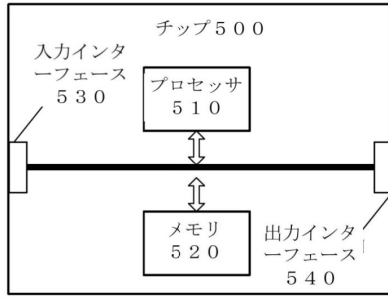 チップ５００
入力インタ
ーフェース
５３０
プロセッサ
５１０
メモリ
５２０
出力インタ
ーフェース
５４０